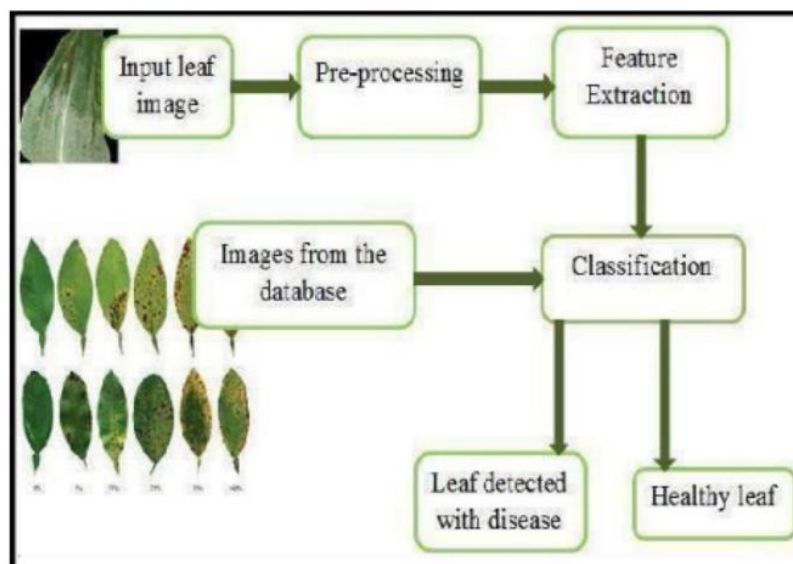 Input leaf
image
Pre-processing
Feature
Extraction
Images from the
database
Classification
Leaf detected
with disease
Healthy leaf